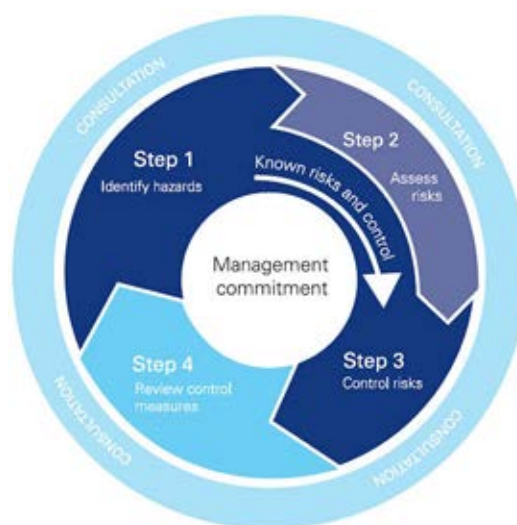 CONSULTATION
CONSULTATION
Step 1
Identify hazards
Step 2
Assess
risks
Known risks and control
Management
commitment
Step 3
Control risks
Step 4
Review control
measures
CONSULTATION
CONSULTATION